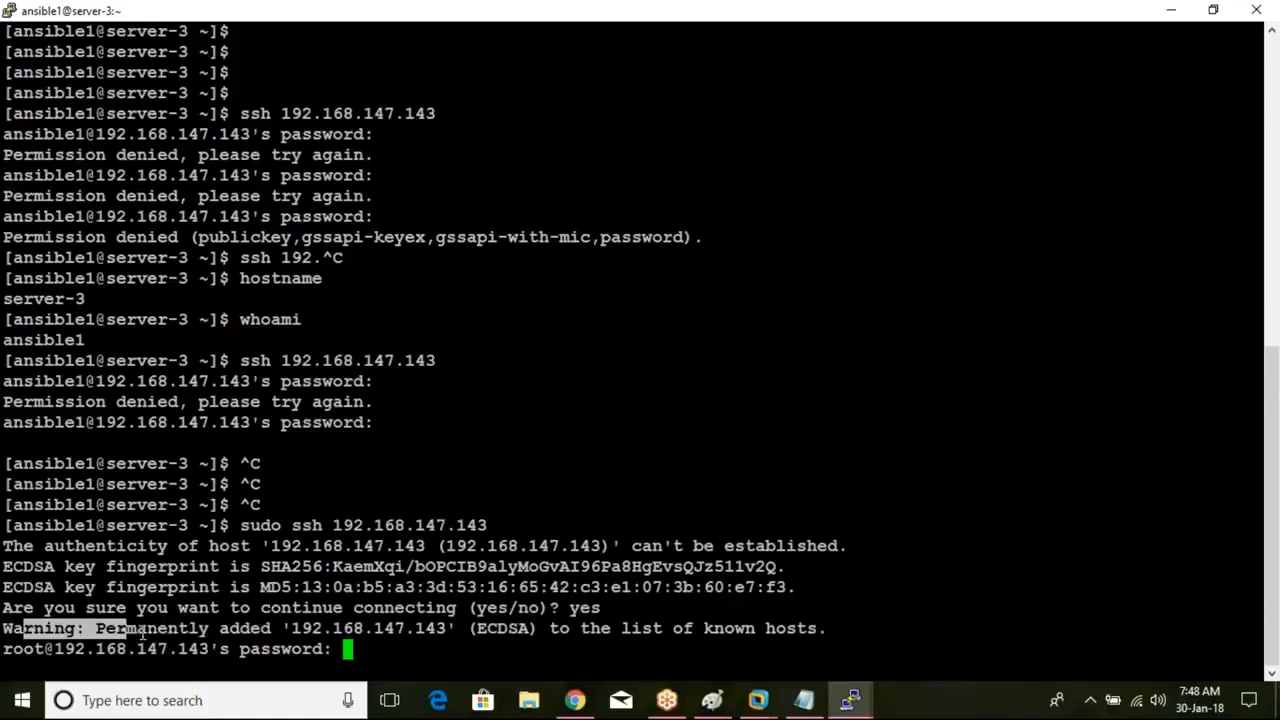 ansible1@server-3:~
[ansible1@server-3 ~]$
[ansible1@server-3 ~]$
[ansible1@server-3 ~]$
[ansible1@server-3 ~]$
[ansible1@server-3 ~]$ ssh 192.168.147.143
ansible1@192.168.147.143's password:
Permission denied, please try again.
ansible1@192.168.147.143's password:
Permission denied, please try again.
ansible1@192.168.147.143's password:
Permission denied (publickey,gssapi-keyex,gssapi-with-mic,password).
[ansible1@server-3 ~]$ ssh 192.^C
[ansible1@server-3 ~]$ hostname
server-3
[ansible1@server-3 ~]$ whoami
ansible1
[ansible1@server-3 ~]$ ssh 192.168.147.143
ansible1@192.168.147.143's password:
Permission denied, please try again.
ansible1@192.168.147.143's password:
[ansible1@server-3 ~]$ ^C
[ansible1@server-3 ~]$ ^C
[ansible1@server-3 ~]$ ^C
[ansible1@server-3 ~]$ sudo ssh 192.168.147.143
The authenticity of host '192.168.147.143 (192.168.147.143)' can't be established.
ECDSA key fingerprint is SHA256:KaemXqi/bOPCIB9alyMoGvAI96Pa8HgEvsQJz511v2Q.
ECDSA key fingerprint is MD5:13:0a:b5:a3:3d:53:16:65:42:c3:e1:07:3b:60:e7:f3.
Are you sure you want to continue connecting (yes/no)? yes
Warning: Permanently added '192.168.147.143' (ECDSA) to the list of known hosts.
root@192.168.147.143's password:
Type here to search
7:48 AM
30-Jan-18